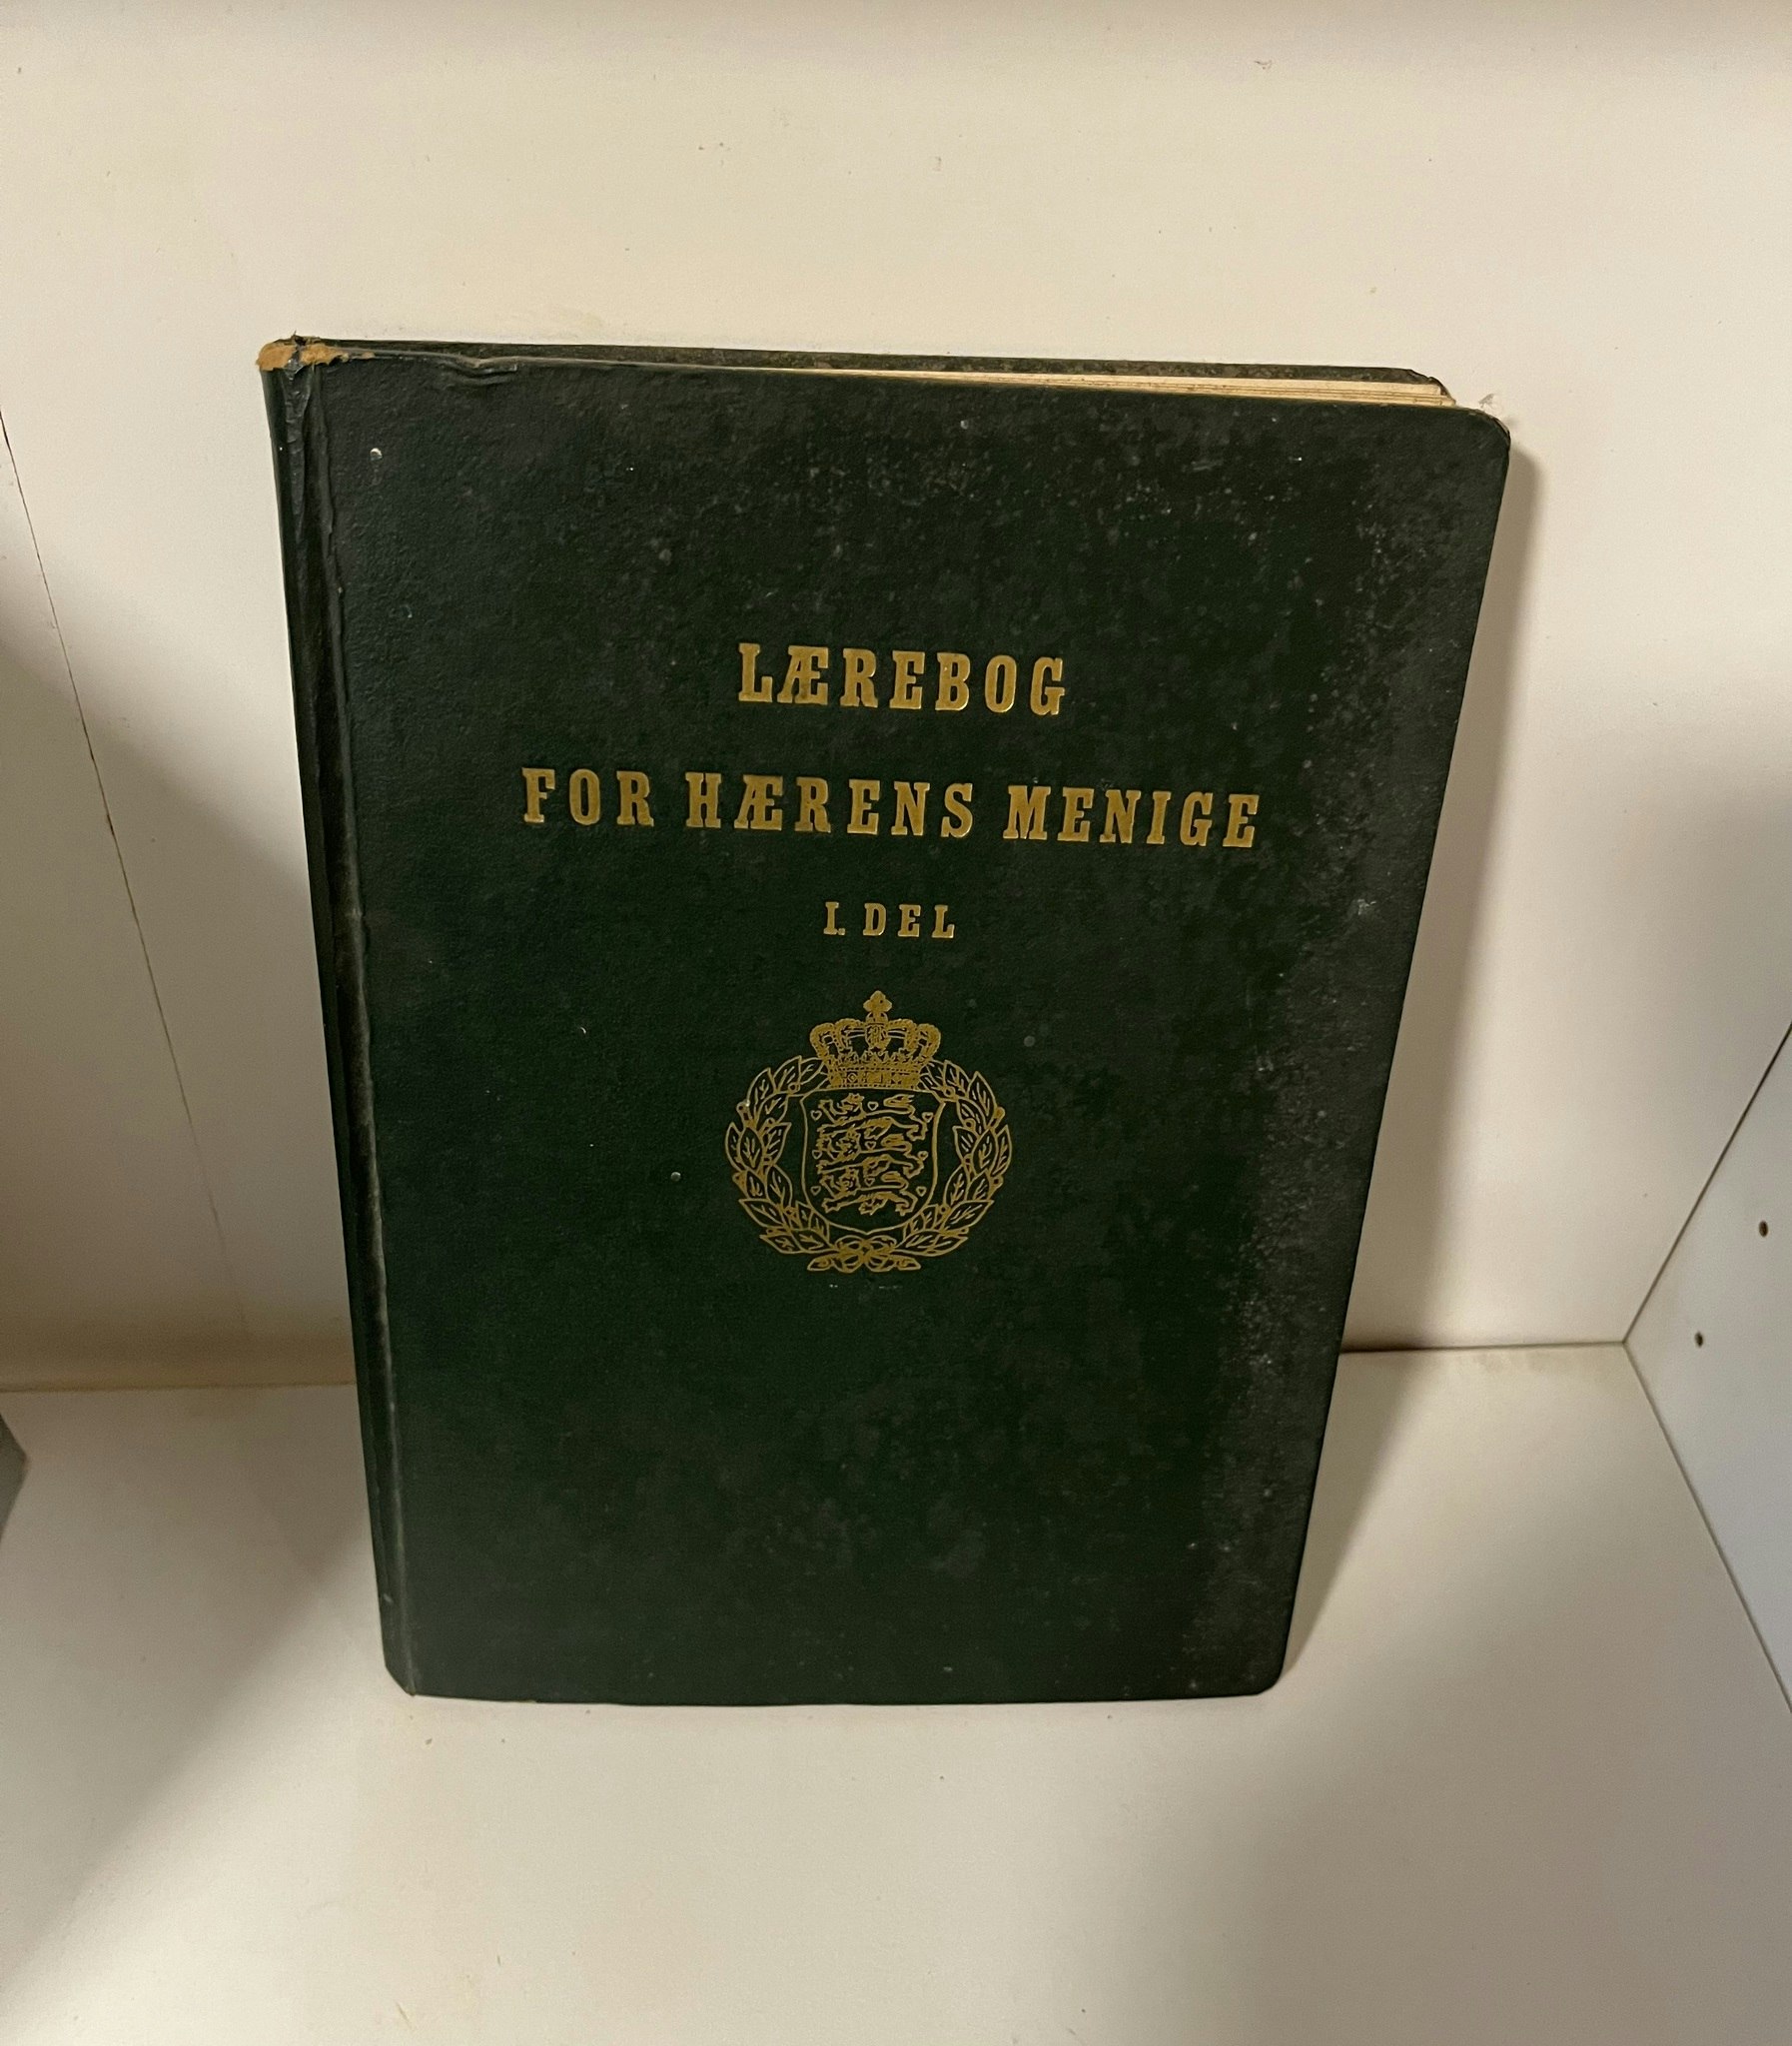 LÆREBOG
FOR HÆRENS MENIGE
I. DEL